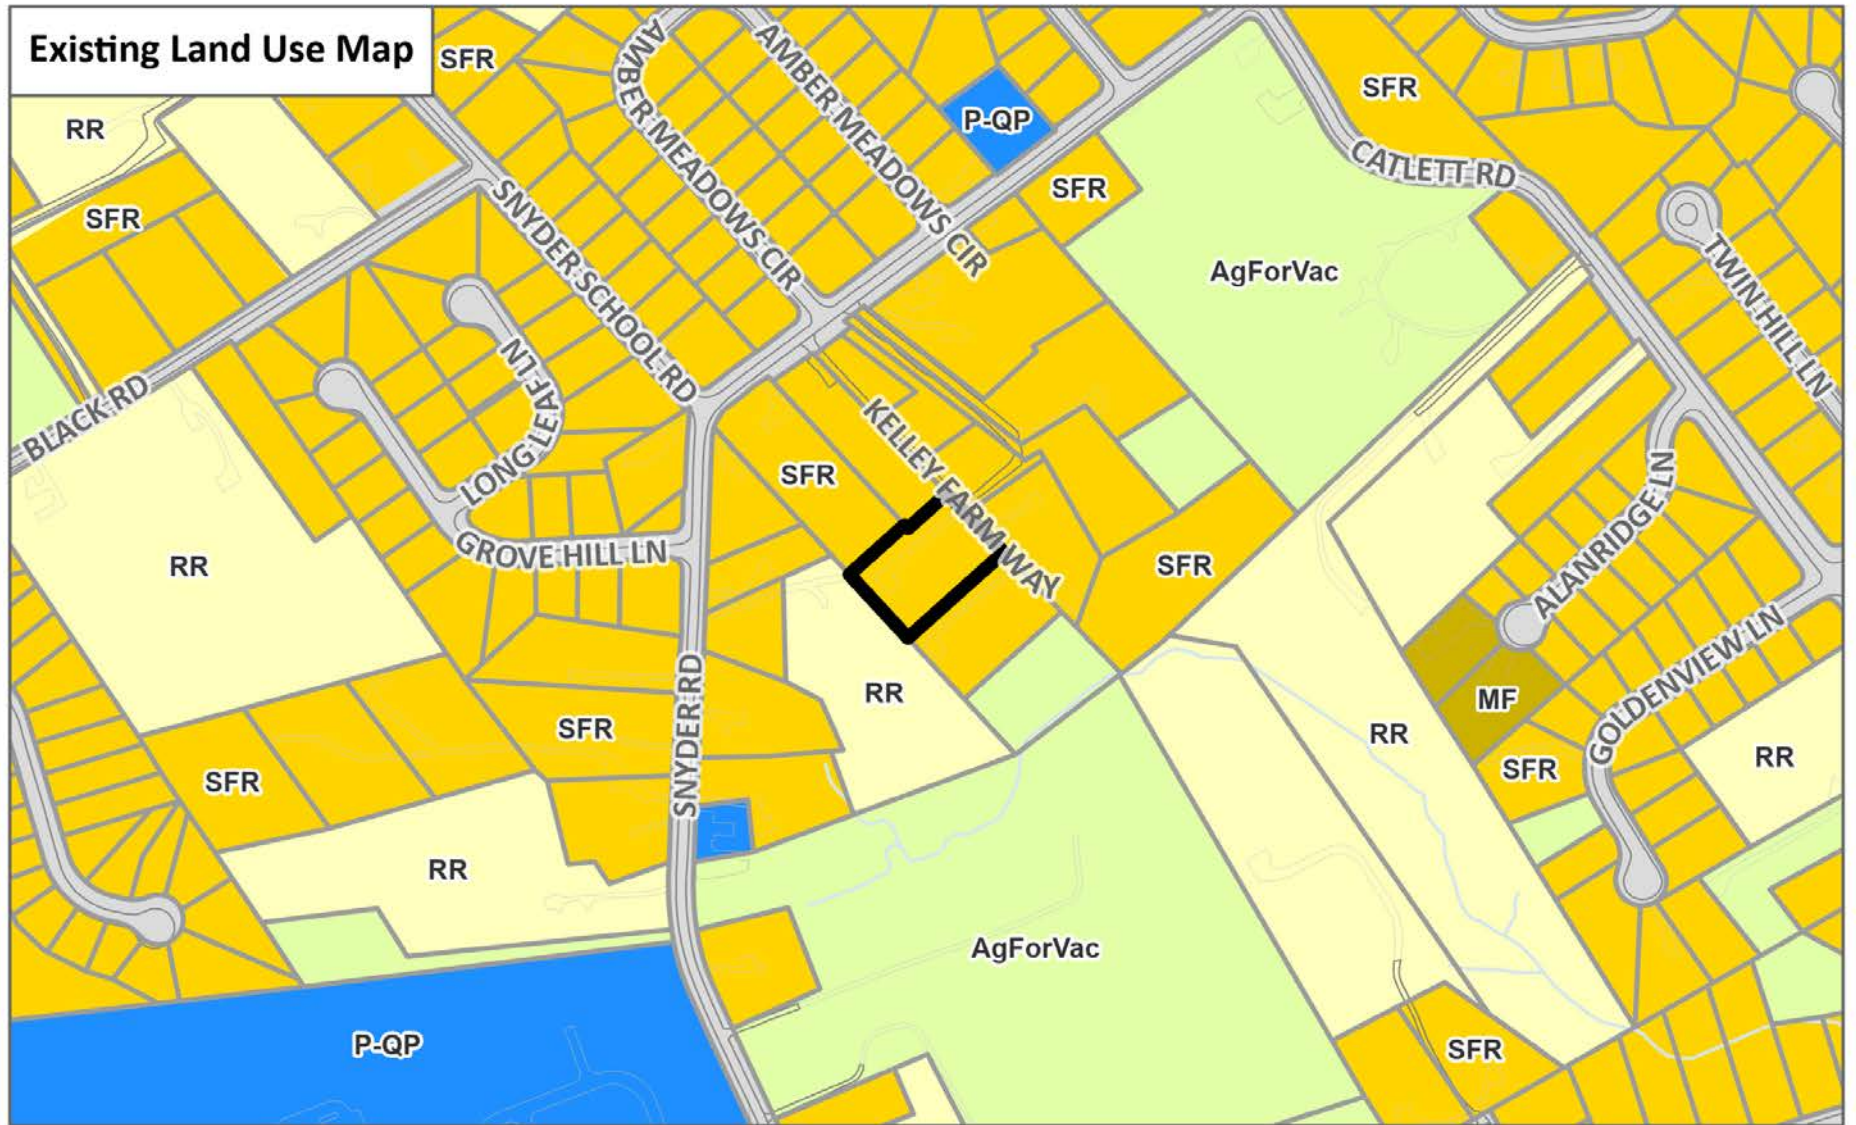 Existing Land Use Map
SFR
AMBER MEADOWS CIR
AMBER MEADOWS CIR
SFR
P-QP
RR
CATLETT RD
SFR
SFR
SNYDER SCHOOL RD
AgForVac
TWIN HILL LN
LONG LEAF LN
BLACK RD
KELLEY FARM WAY
SFR
ALANRIDGE LN
GROVE HILL LN
RR
SFR
RR
MF
GOLDENVIEW LN
SNYDER RD
SFR
RR
SFR
RR
SFR
RR
AgForVac
P-QP
SFR